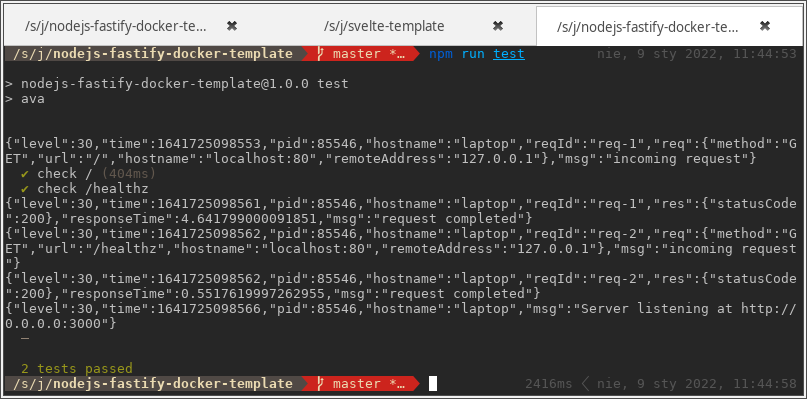 /s/j/nodejs-fastify-docker-te... ✖ /s/j/svelte-template ✖ /s/j/nodejs-fastify-docker-te... ✖
/s/j/nodejs-fastify-docker-template master *… npm run test nie, 9 sty 2022, 11:44:53
> nodejs-fastify-docker-template@1.0.0 test
> ava
{"level":30,"time":1641725098553,"pid":85546,"hostname":"laptop","reqId":"req-1","req":{"method":"G
ET","url":"/","hostname":"localhost:80","remoteAddress":"127.0.0.1"},"msg":"incoming request"}
✔ check / (404ms)
✔ check /healthz
{"level":30,"time":1641725098561,"pid":85546,"hostname":"laptop","reqId":"req-1","res":{"statusCode"
:200},"responseTime":4.641799000091851,"msg":"request completed"}
{"level":30,"time":1641725098562,"pid":85546,"hostname":"laptop","reqId":"req-2","req":{"method":"G
ET","url":"/healthz","hostname":"localhost:80","remoteAddress":"127.0.0.1"},"msg":"incoming request
"}
{"level":30,"time":1641725098562,"pid":85546,"hostname":"laptop","reqId":"req-2","res":{"statusCode"
:200},"responseTime":0.5517619997262955,"msg":"request completed"}
{"level":30,"time":1641725098566,"pid":85546,"hostname":"laptop","msg":"Server listening at http://
0.0.0.0:3000"}
─
2 tests passed
/s/j/nodejs-fastify-docker-template master *… 2416ms nie, 9 sty 2022, 11:44:58